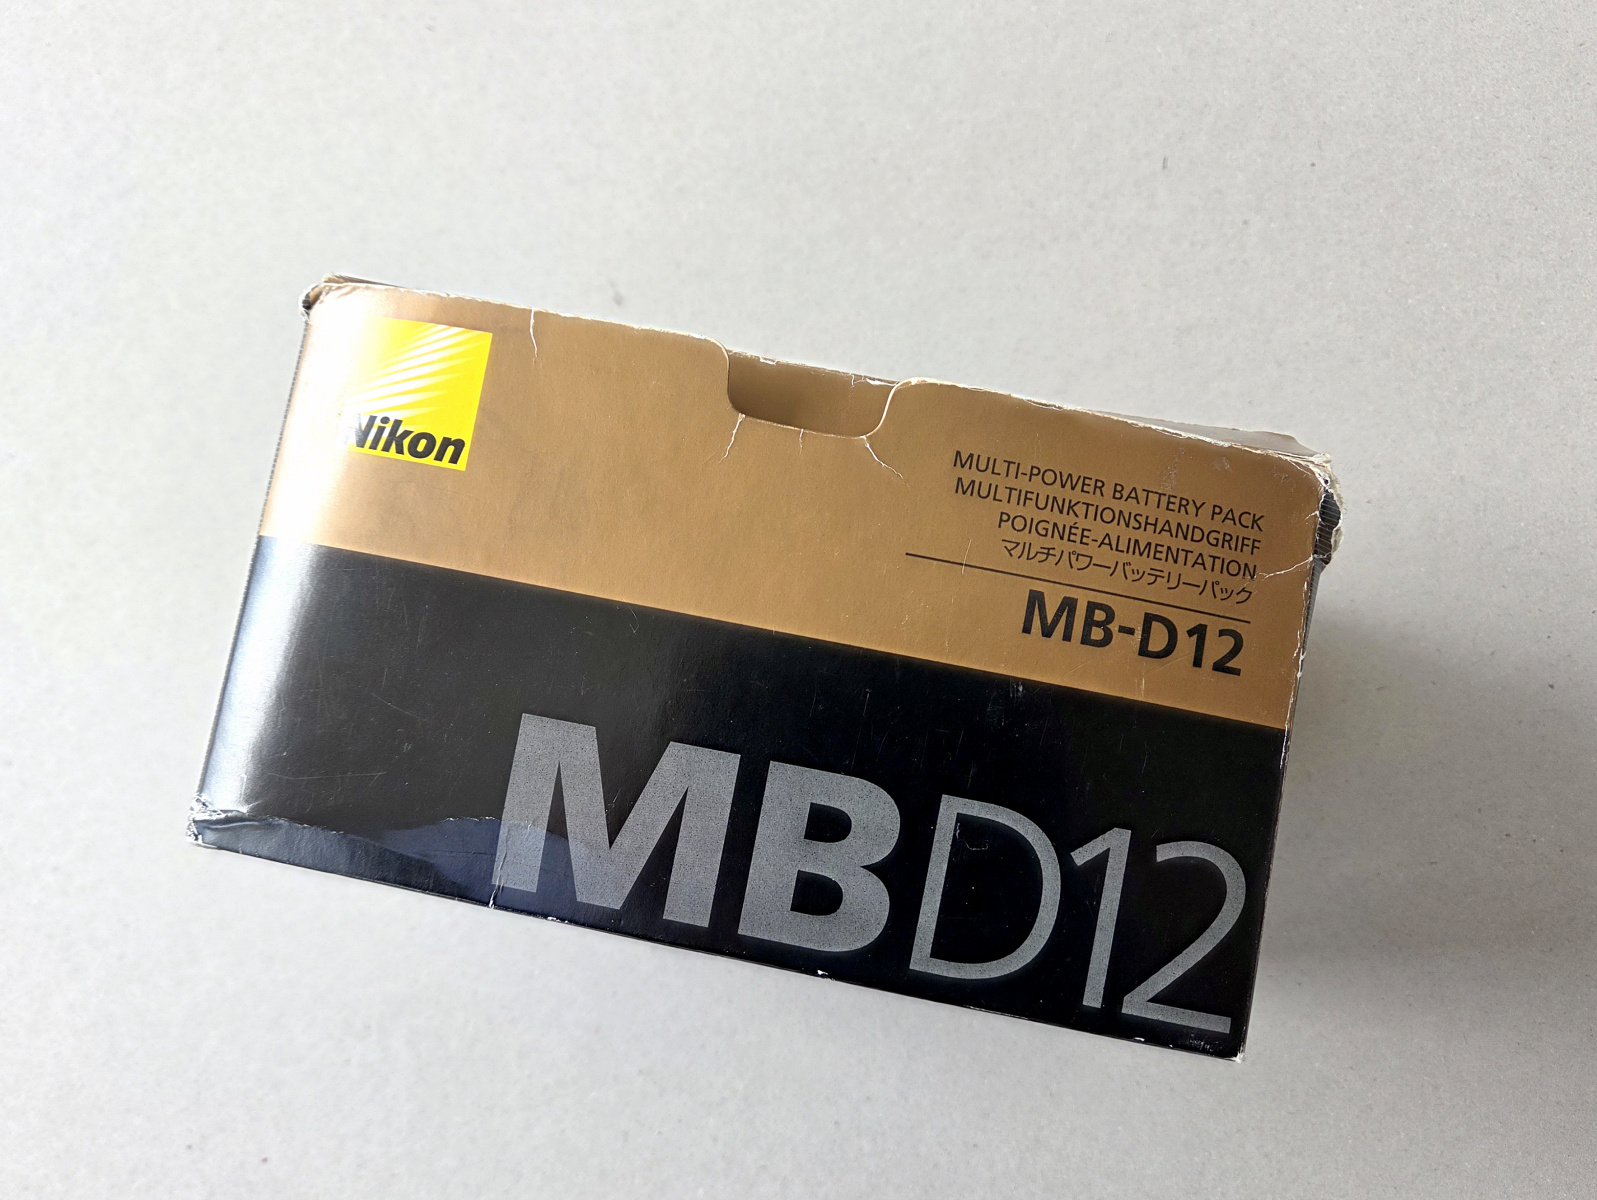 Nikon
MULTI-POWER BATTERY PACK
MULTIFUNKTIONSHANDGRIFF
POIGNÉE-ALIMENTATION
マルチパワーバッテリーパック
MB-D12
MBD12